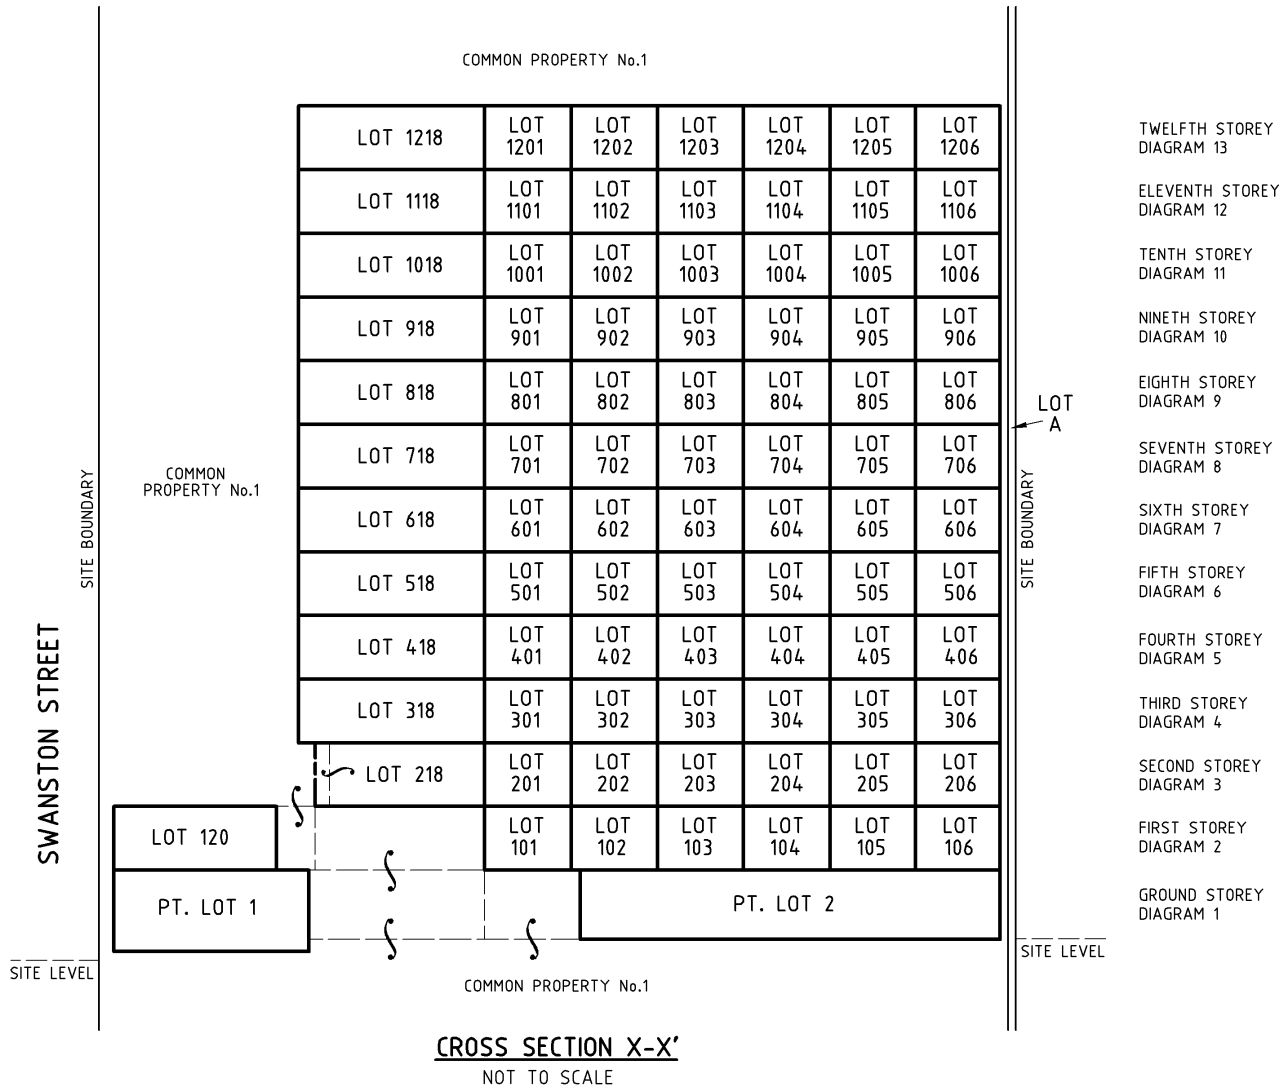 COMMON PROPERTY No.1
LOT 1218
LOT 1201
LOT 1202
LOT 1203
LOT 1204
LOT 1205
LOT 1206
TWELFTH STOREY
DIAGRAM 13
LOT 1118
LOT 1101
LOT 1102
LOT 1103
LOT 1104
LOT 1105
LOT 1106
ELEVENTH STOREY
DIAGRAM 12
LOT 1018
LOT 1001
LOT 1002
LOT 1003
LOT 1004
LOT 1005
LOT 1006
TENTH STOREY
DIAGRAM 11
LOT 918
LOT 901
LOT 902
LOT 903
LOT 904
LOT 905
LOT 906
NINETH STOREY
DIAGRAM 10
LOT 818
LOT 801
LOT 802
LOT 803
LOT 804
LOT 805
LOT 806
EIGHTH STOREY
DIAGRAM 9
LOT
A
LOT 718
LOT 701
LOT 702
LOT 703
LOT 704
LOT 705
LOT 706
SEVENTH STOREY
DIAGRAM 8
COMMON
PROPERTY No.1
SITE BOUNDARY
SITE BOUNDARY
LOT 618
LOT 601
LOT 602
LOT 603
LOT 604
LOT 605
LOT 606
SIXTH STOREY
DIAGRAM 7
LOT 518
LOT 501
LOT 502
LOT 503
LOT 504
LOT 505
LOT 506
FIFTH STOREY
DIAGRAM 6
LOT 418
LOT 401
LOT 402
LOT 403
LOT 404
LOT 405
LOT 406
FOURTH STOREY
DIAGRAM 5
LOT 318
LOT 301
LOT 302
LOT 303
LOT 304
LOT 305
LOT 306
THIRD STOREY
DIAGRAM 4
SWANSTON STREET
LOT 218
LOT 201
LOT 202
LOT 203
LOT 204
LOT 205
LOT 206
SECOND STOREY
DIAGRAM 3
LOT 120
LOT 101
LOT 102
LOT 103
LOT 104
LOT 105
LOT 106
FIRST STOREY
DIAGRAM 2
PT. LOT 1
PT. LOT 2
GROUND STOREY
DIAGRAM 1
SITE LEVEL
SITE LEVEL
COMMON PROPERTY No.1
CROSS SECTION X-X'
NOT TO SCALE